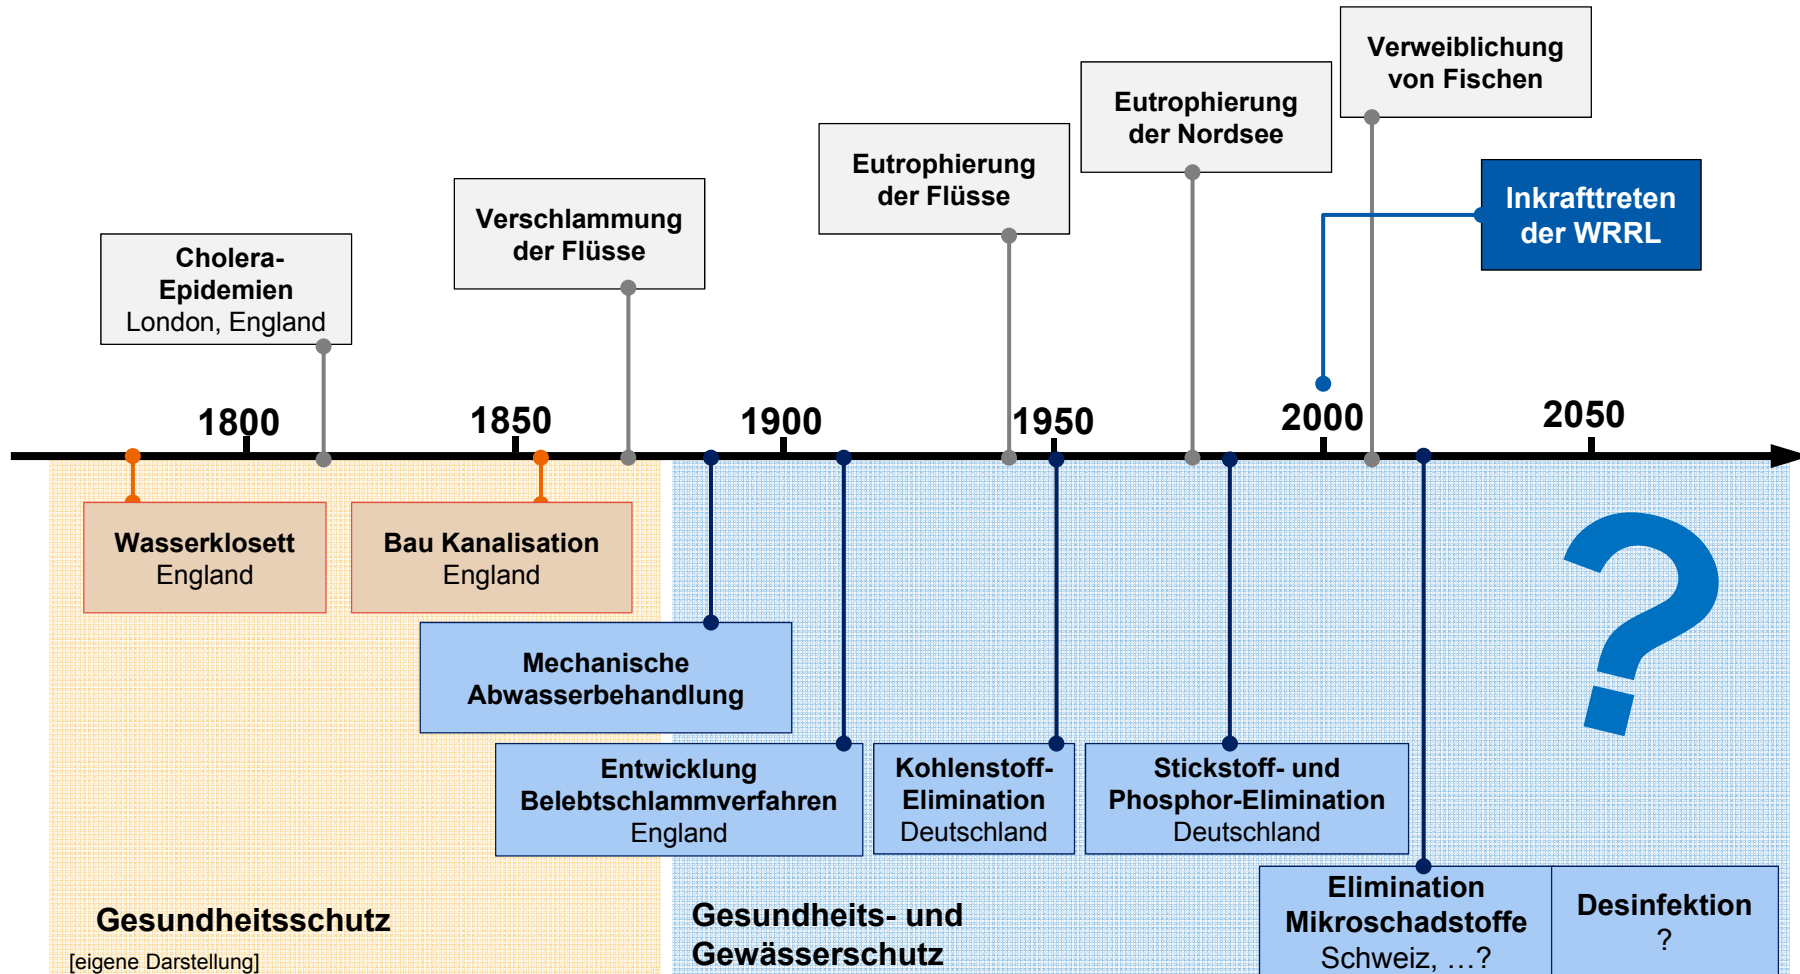 Verweiblichung
von Fischen
Eutrophierung
der Nordsee
Eutrophierung
der Flüsse
Inkrafttreten
der WRRL
Verschlammung
der Flüsse
Cholera-
Epidemien
London, England
1800
1850
1900
1950
2000
2050
Wasserklosett
England
Bau Kanalisation
England
?
Mechanische
Abwasserbehandlung
Entwicklung
Belebtschlammverfahren
England
Kohlenstoff-
Elimination
Deutschland
Stickstoff- und
Phosphor-Elimination
Deutschland
Elimination
Mikroschadstoffe
Schweiz, …?
Desinfektion
?
Gesundheitsschutz
[eigene Darstellung]
Gesundheits- und
Gewässerschutz